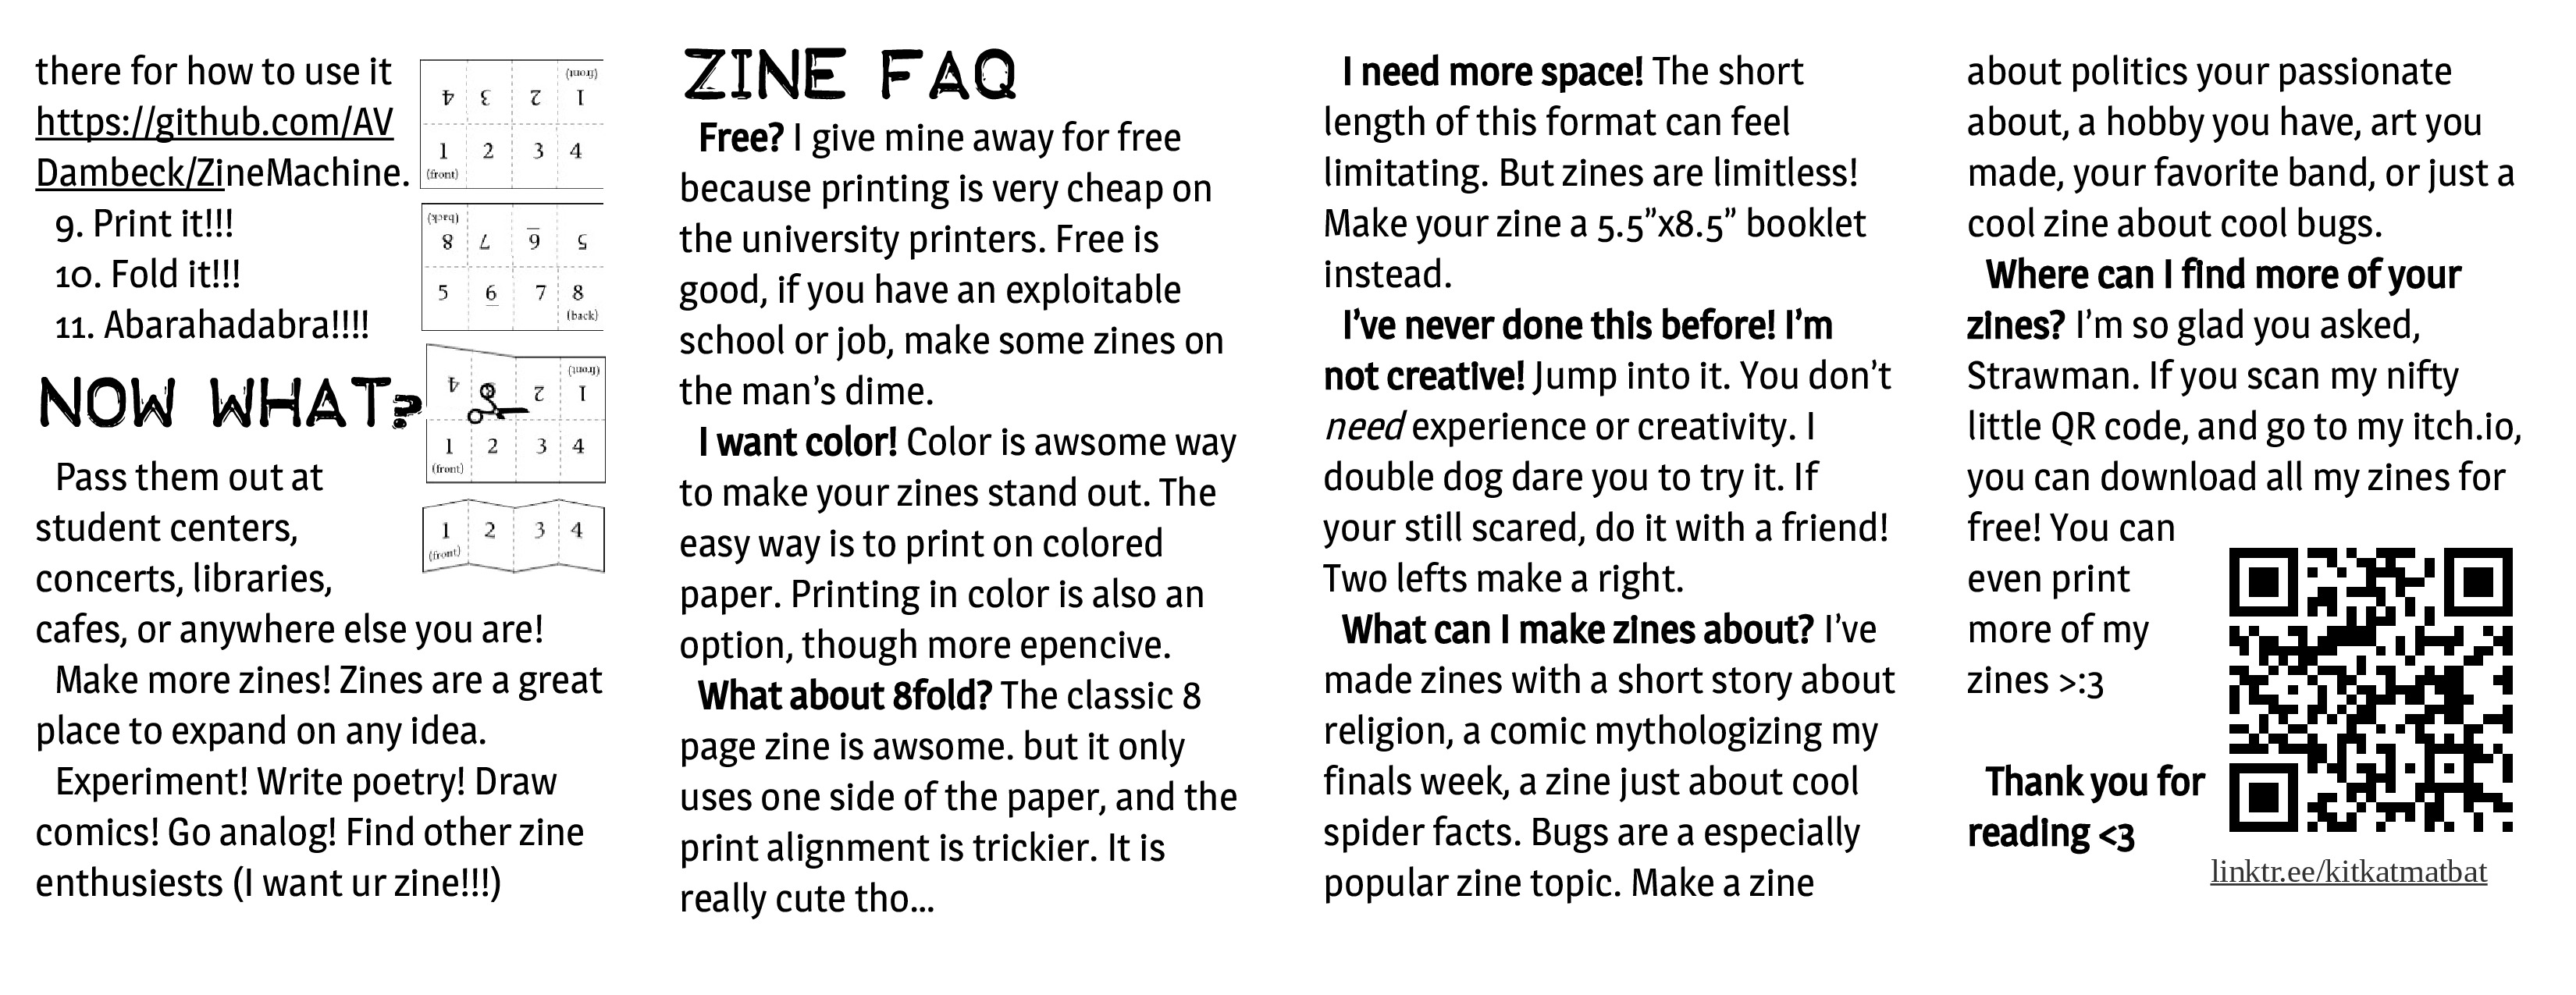 there for how to use it
https://github.com/AV
Dambeck/ZineMachine.
9. Print it!!!
10. Fold it!!!
11. Abarahadabra!!!!
NOW WHAT?
Pass them out at
student centers,
concerts, libraries,
cafes, or anywhere else you are!
Make more zines! Zines are a great
place to expand on any idea.
Experiment! Write poetry! Draw
comics! Go analog! Find other zine
enthusiests (I want ur zine!!!)
(front)
4 3 2 1
1 2 3 4
(front)
(back)
8 7 6 5
5 6 7 8
(back)
(front)
4 3 2 1
1 2 3 4
(front)
1 2 3 4
(front)
ZINE FAQ
Free? I give mine away for free
because printing is very cheap on
the university printers. Free is
good, if you have an exploitable
school or job, make some zines on
the man's dime.
I want color! Color is awsome way
to make your zines stand out. The
easy way is to print on colored
paper. Printing in color is also an
option, though more epencive.
What about 8fold? The classic 8
page zine is awsome. but it only
uses one side of the paper, and the
print alignment is trickier. It is
really cute tho...
I need more space! The short
length of this format can feel
limitating. But zines are limitless!
Make your zine a 5.5”x8.5” booklet
instead.
I’ve never done this before! I’m
not creative! Jump into it. You don’t
need experience or creativity. I
double dog dare you to try it. If
your still scared, do it with a friend!
Two lefts make a right.
What can I make zines about? I’ve
made zines with a short story about
religion, a comic mythologizing my
finals week, a zine just about cool
spider facts. Bugs are a especially
popular zine topic. Make a zine
about politics your passionate
about, a hobby you have, art you
made, your favorite band, or just a
cool zine about cool bugs.
Where can I find more of your
zines? I’m so glad you asked,
Strawman. If you scan my nifty
little QR code, and go to my itch.io,
you can download all my zines for
free! You can
even print
more of my
zines >:3
Thank you for
reading <3
linktr.ee/kitkatmatbat